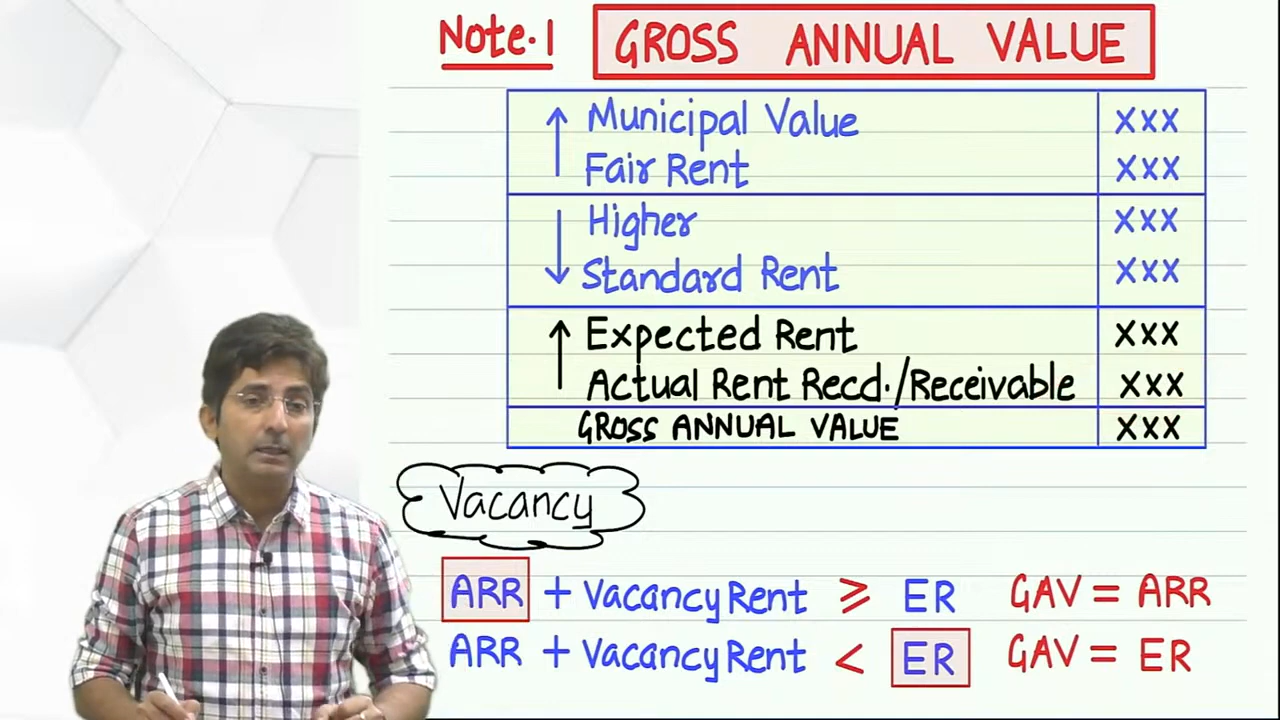 Note.1 GROSS ANNUAL VALUE
↑ Municipal Value XXX
Fair Rent XXX
↓ Higher XXX
Standard Rent XXX
↑ Expected Rent XXX
Actual Rent Recd./Receivable XXX
GROSS ANNUAL VALUE XXX
Vacancy
ARR + Vacancy Rent ≥ ER GAV = ARR
ARR + Vacancy Rent < ER GAV = ER